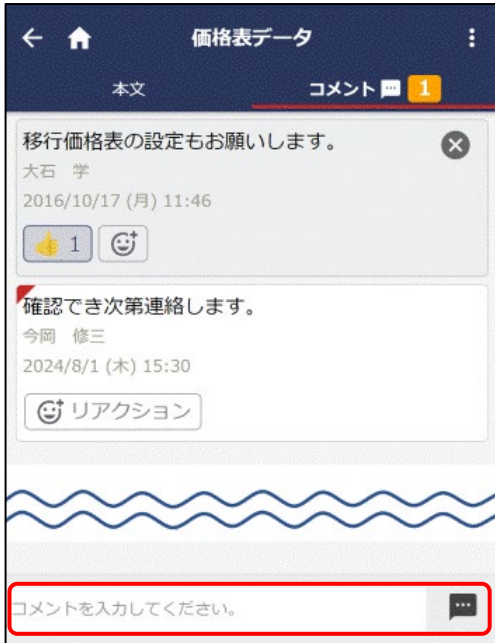 価格表データ
本文
コメント 1
移行価格表の設定もお願いします。
大石 学
2016/10/17 (月) 11:46
👍 1
確認でき次第連絡します。
今岡 修三
2024/8/1 (木) 15:30
リアクション
コメントを入力してください。